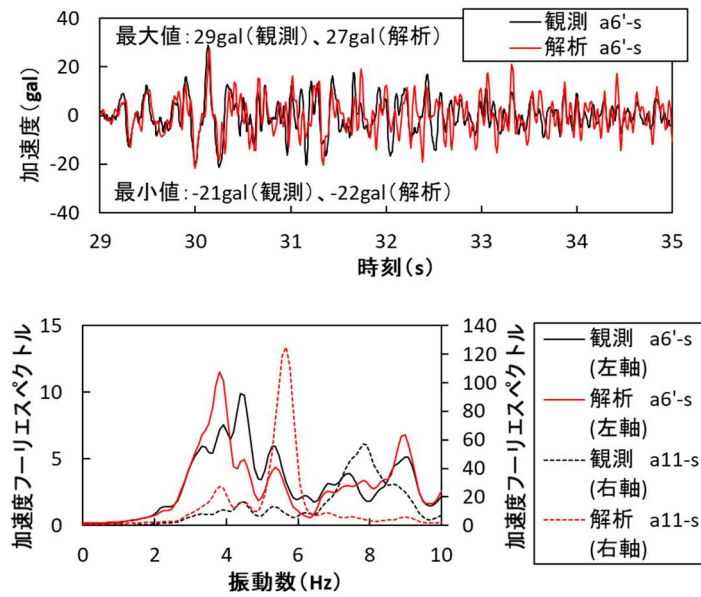 最大値：29gal（観測）、27gal（解析）
観測 a6'-s
解析 a6'-s
加速度（gal）
40
20
0
-20
-40
最小値：-21gal（観測）、-22gal（解析）
29
30
31
32
33
34
35
時刻（s）
加速度フーリエスペクトル
15
10
5
0
0
2
4
6
8
10
振動数（Hz）
140
120
100
80
60
40
20
0
加速度フーリエスペクトル
観測 a6'-s
（左軸）
解析 a6'-s
（左軸）
観測 a11-s
（右軸）
解析 a11-s
（右軸）